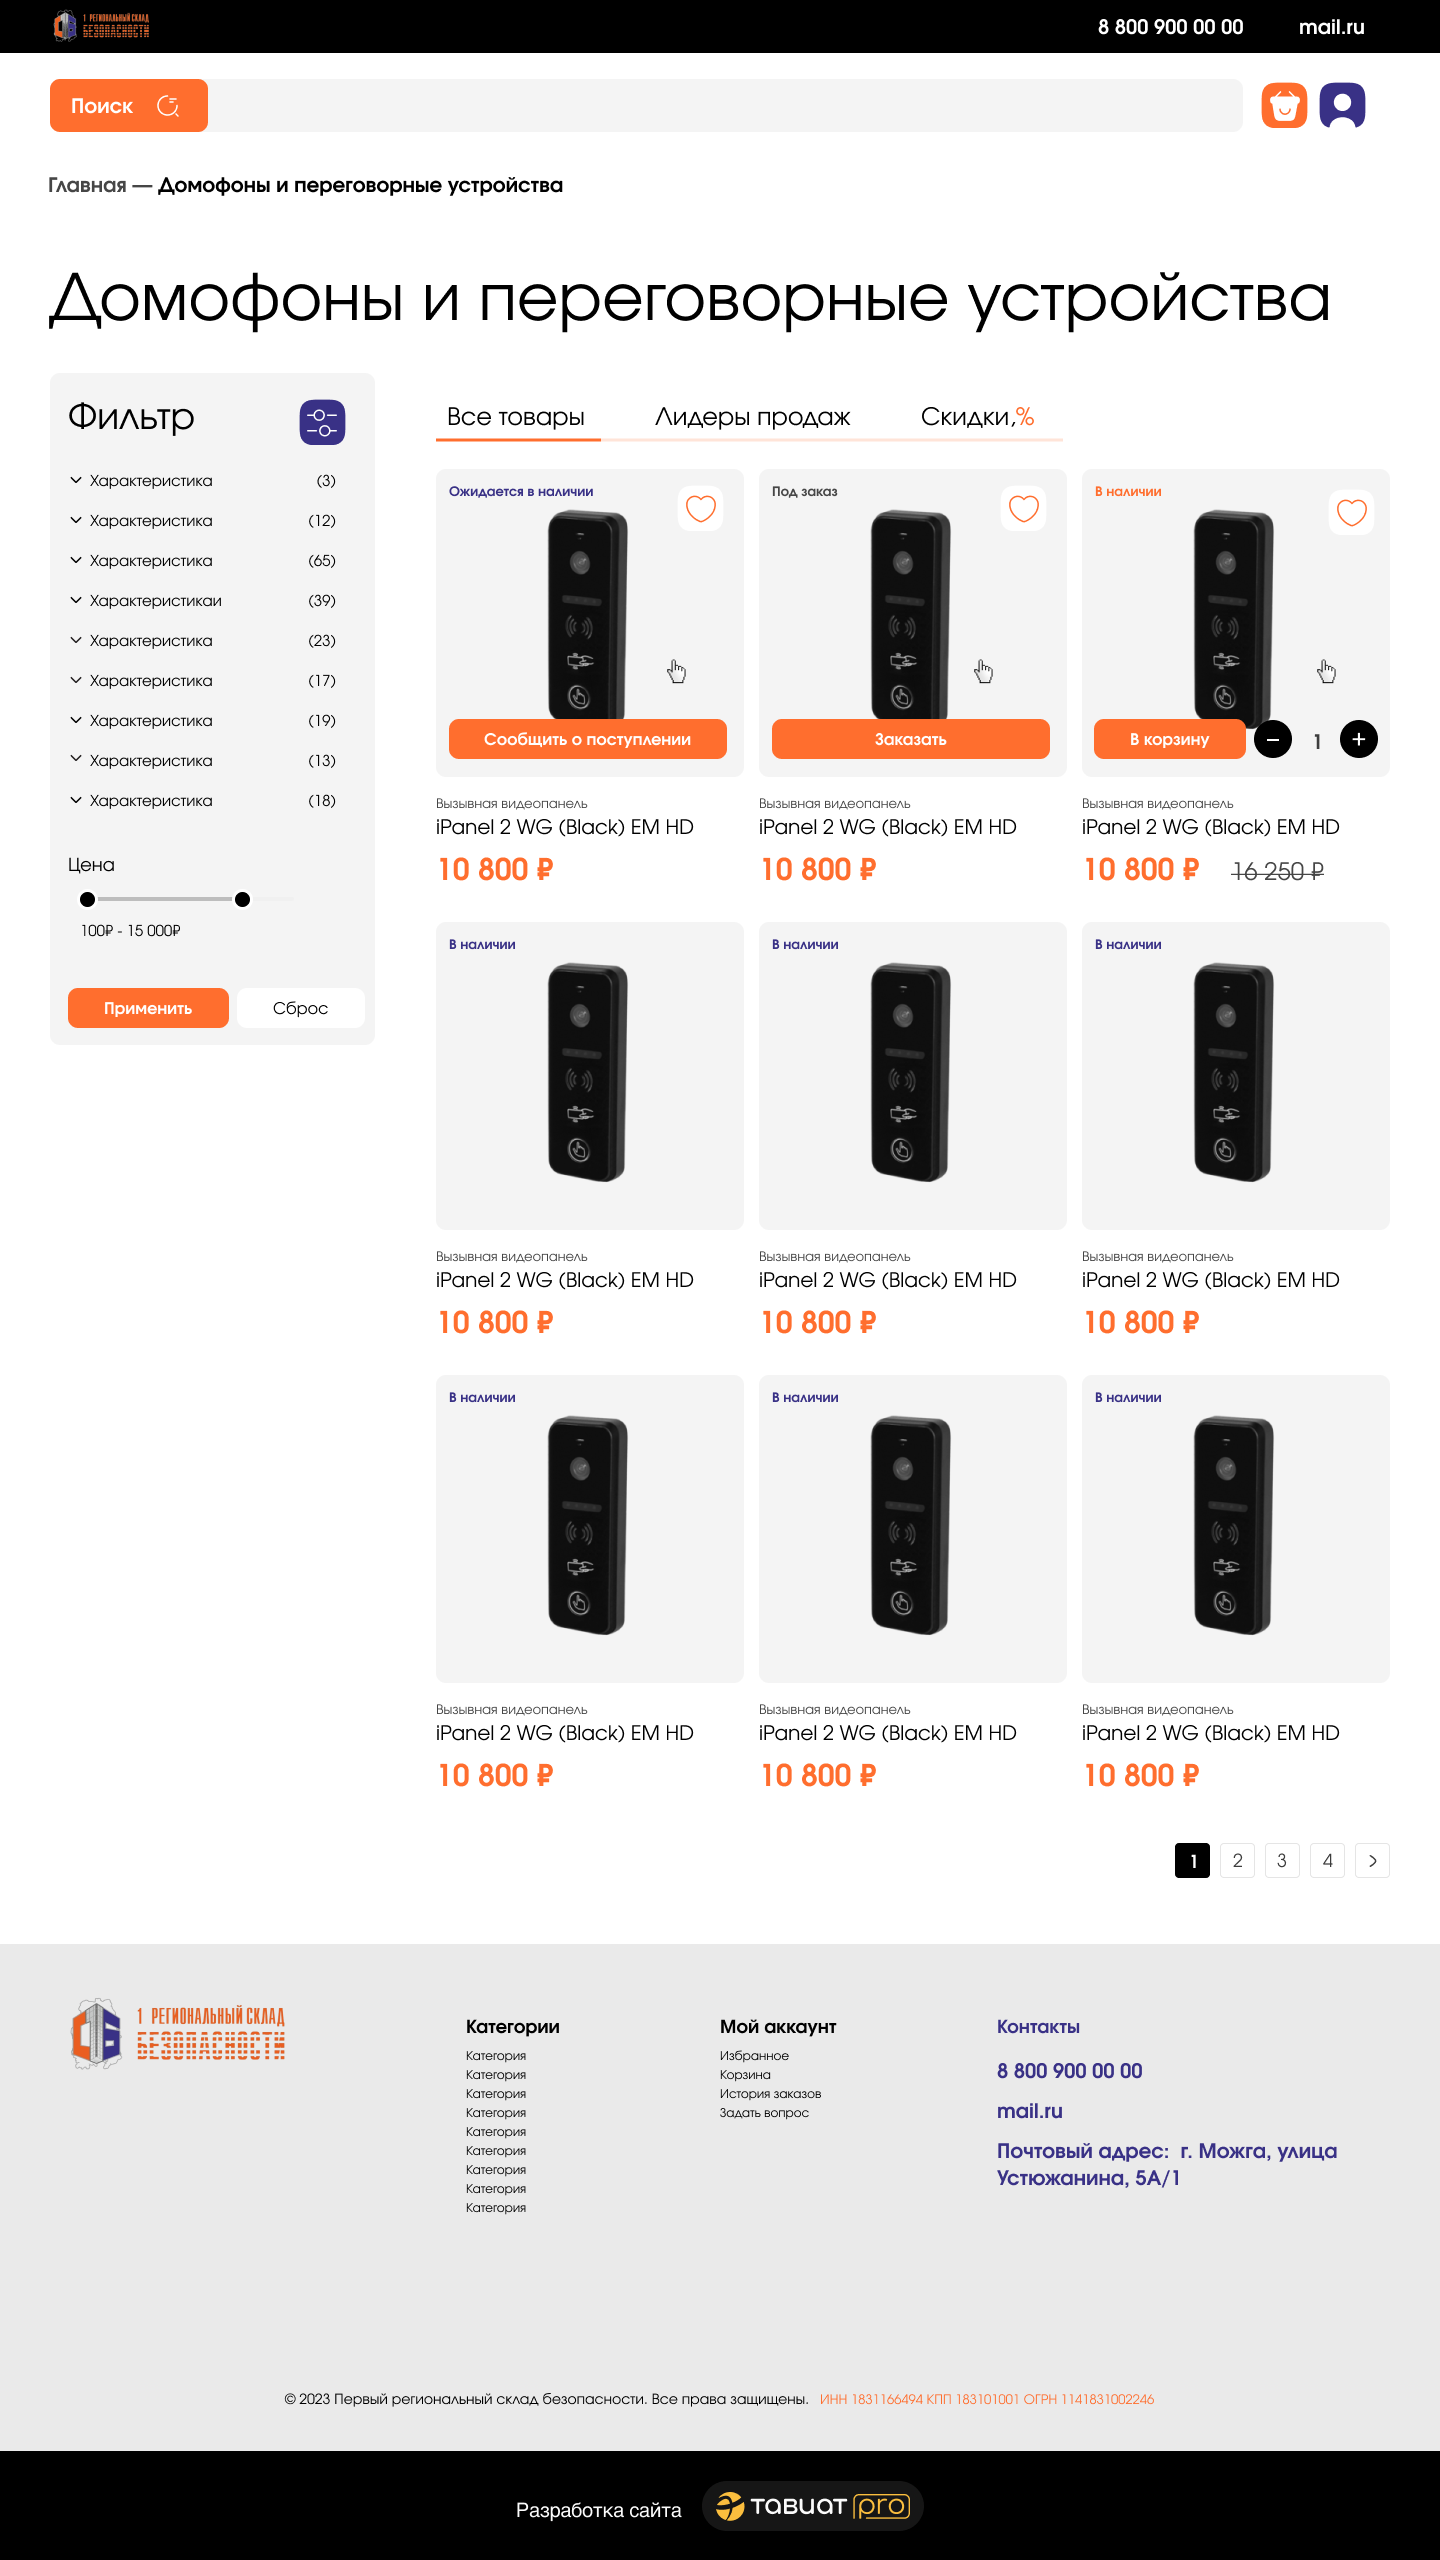 1 РЕГИОНАЛЬНЫЙ СКЛАД
БЕЗОПАСНОСТИ
8 800 900 00 00
mail.ru
Поиск
Главная — Домофоны и переговорные устройства
Домофоны и переговорные устройства
Фильтр
Характеристика (3)
Характеристика (12)
Характеристика (65)
Характеристикаи (39)
Характеристика (23)
Характеристика (17)
Характеристика (19)
Характеристика (13)
Характеристика (18)
Цена
100₽ - 15 000₽
Применить
Сброс
Все товары
Лидеры продаж
Скидки,%
Ожидается в наличии
Сообщить о поступлении
Вызывная видеопанель
iPanel 2 WG (Black) EM HD
10 800 ₽
Под заказ
Заказать
Вызывная видеопанель
iPanel 2 WG (Black) EM HD
10 800 ₽
В наличии
В корзину
– 1 +
Вызывная видеопанель
iPanel 2 WG (Black) EM HD
10 800 ₽ 16 250 ₽
В наличии
Вызывная видеопанель
iPanel 2 WG (Black) EM HD
10 800 ₽
В наличии
Вызывная видеопанель
iPanel 2 WG (Black) EM HD
10 800 ₽
В наличии
Вызывная видеопанель
iPanel 2 WG (Black) EM HD
10 800 ₽
В наличии
Вызывная видеопанель
iPanel 2 WG (Black) EM HD
10 800 ₽
В наличии
Вызывная видеопанель
iPanel 2 WG (Black) EM HD
10 800 ₽
В наличии
Вызывная видеопанель
iPanel 2 WG (Black) EM HD
10 800 ₽
1 2 3 4
1 РЕГИОНАЛЬНЫЙ СКЛАД
БЕЗОПАСНОСТИ
Категории
Категория
Категория
Категория
Категория
Категория
Категория
Категория
Категория
Категория
Мой аккаунт
Избранное
Корзина
История заказов
Задать вопрос
Контакты
8 800 900 00 00
mail.ru
Почтовый адрес: г. Можга, улица
Устюжанина, 5А/1
© 2023 Первый региональный склад безопасности. Все права защищены. ИНН 1831166494 КПП 183101001 ОГРН 1141831002246
Разработка сайта
тавиат pro